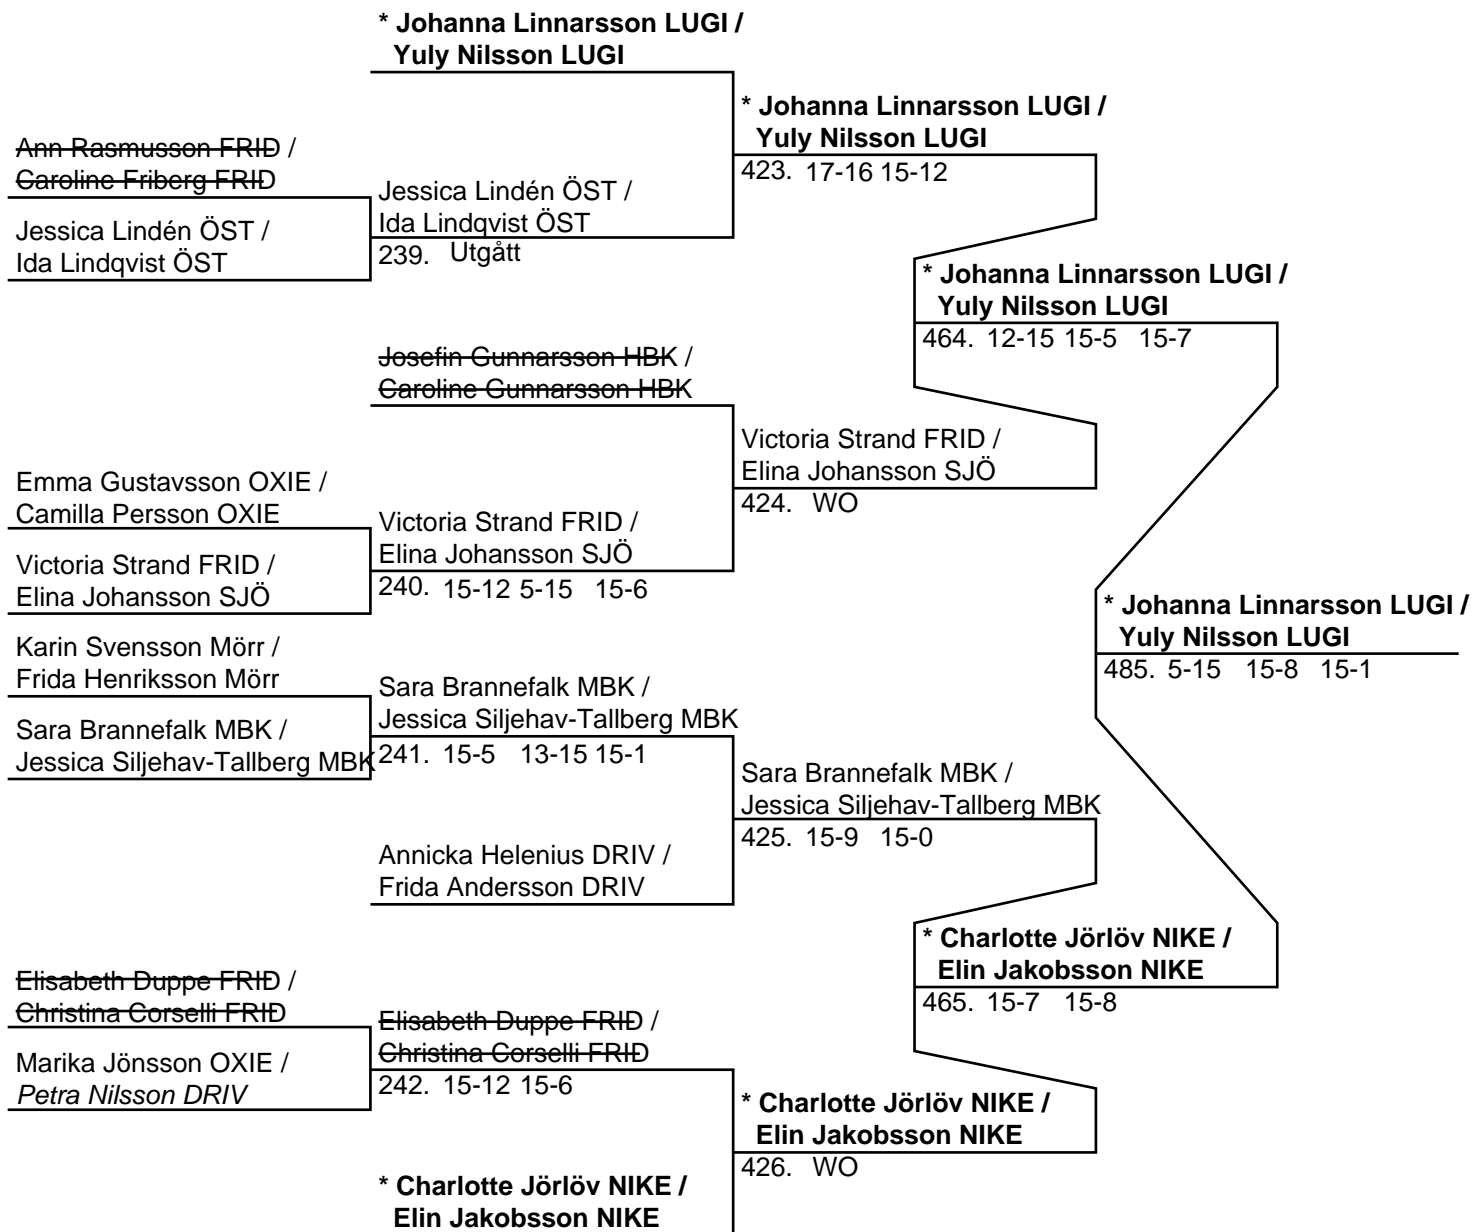 * Johanna Linnarsson LUGI /
Yuly Nilsson LUGI
* Johanna Linnarsson LUGI /
Yuly Nilsson LUGI
423. 17-16 15-12
Ann Rasmusson FRID /
Caroline Friberg FRID
Jessica Lindén ÖST /
Ida Lindqvist ÖST
239. Utgått
Jessica Lindén ÖST /
Ida Lindqvist ÖST
* Johanna Linnarsson LUGI /
Yuly Nilsson LUGI
464. 12-15 15-5 15-7
Josefin Gunnarsson HBK /
Caroline Gunnarsson HBK
Victoria Strand FRID /
Elina Johansson SJÖ
424. WO
Emma Gustavsson OXIE /
Camilla Persson OXIE
Victoria Strand FRID /
Elina Johansson SJÖ
240. 15-12 5-15 15-6
Victoria Strand FRID /
Elina Johansson SJÖ
* Johanna Linnarsson LUGI /
Yuly Nilsson LUGI
485. 5-15 15-8 15-1
Karin Svensson Mörr /
Frida Henriksson Mörr
Sara Brannefalk MBK /
Jessica Siljehav-Tallberg MBK
241. 15-5 13-15 15-1
Sara Brannefalk MBK /
Jessica Siljehav-Tallberg MBK
Sara Brannefalk MBK /
Jessica Siljehav-Tallberg MBK
425. 15-9 15-0
Annicka Helenius DRIV /
Frida Andersson DRIV
* Charlotte Jörlöv NIKE /
Elin Jakobsson NIKE
465. 15-7 15-8
Elisabeth Duppe FRID /
Christina Corselli FRID
Elisabeth Duppe FRID /
Christina Corselli FRID
242. 15-12 15-6
Marika Jönsson OXIE /
Petra Nilsson DRIV
* Charlotte Jörlöv NIKE /
Elin Jakobsson NIKE
426. WO
* Charlotte Jörlöv NIKE /
Elin Jakobsson NIKE